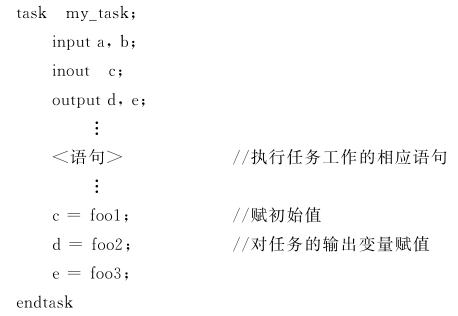 task my_task;
input a, b;
inout c;
output d, e;
⋮
<语句> //执行任务工作的相应语句
⋮
c = foo1; //赋初始值
d = foo2; //对任务的输出变量赋值
e = foo3;
endtask